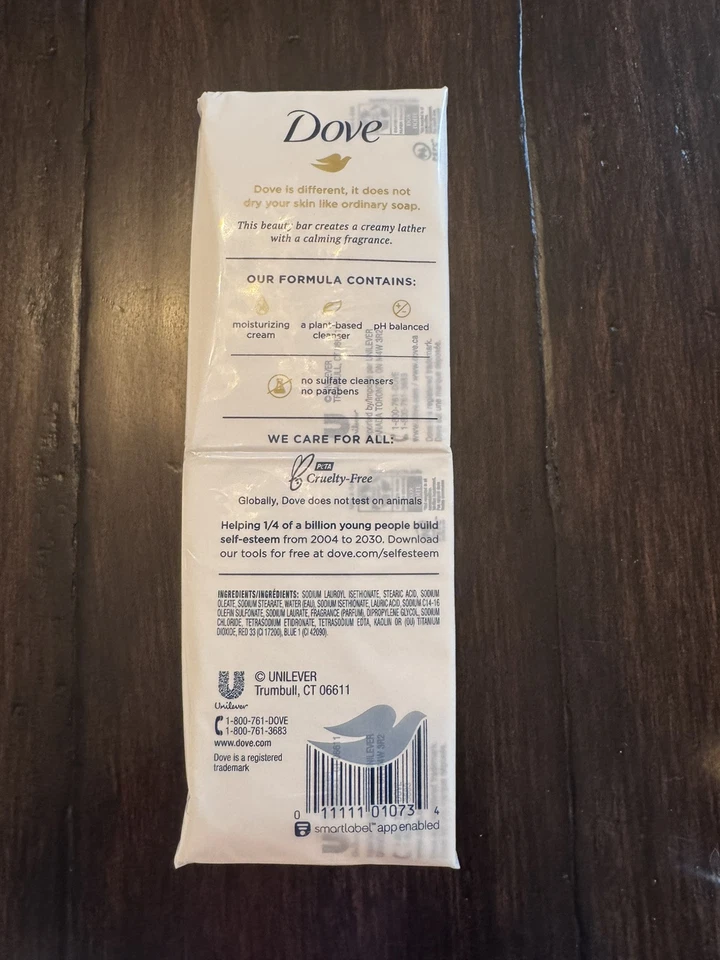 Dove
Dove is different, it does not
dry your skin like ordinary soap.
This beauty bar creates a creamy lather
with a calming fragrance.
OUR FORMULA CONTAINS:
moisturizing
cream
a plant-based
cleanser
pH balanced
no sulfate cleansers
no parabens
WE CARE FOR ALL:
PETA
Cruelty-Free
Globally, Dove does not test on animals
Helping 1/4 of a billion young people build
self-esteem from 2004 to 2030. Download
our tools for free at dove.com/selfesteem
INGREDIENTS/INGRÉDIENTS: SODIUM LAUROYL ISETHIONATE, STEARIC ACID, SODIUM
OLEATE, SODIUM STEARATE, WATER (EAU), SODIUM ISETHIONATE, LAURIC ACID, SODIUM C14-16
OLEFIN SULFONATE, SODIUM LAURATE, FRAGRANCE (PARFUM), DIPROPYLENE GLYCOL, SODIUM
CHLORIDE, TETRASODIUM ETIDRONATE, TETRASODIUM EDTA, KAOLIN OR (OU) TITANIUM
DIOXIDE, RED 33 (CI 17200), BLUE 1 (CI 42090).
Unilever
© UNILEVER
Trumbull, CT 06611
1-800-761-DOVE
1-800-761-3683
www.dove.com
Dove is a registered
trademark
0 11111 01073 4
smartlabel™ app enabled